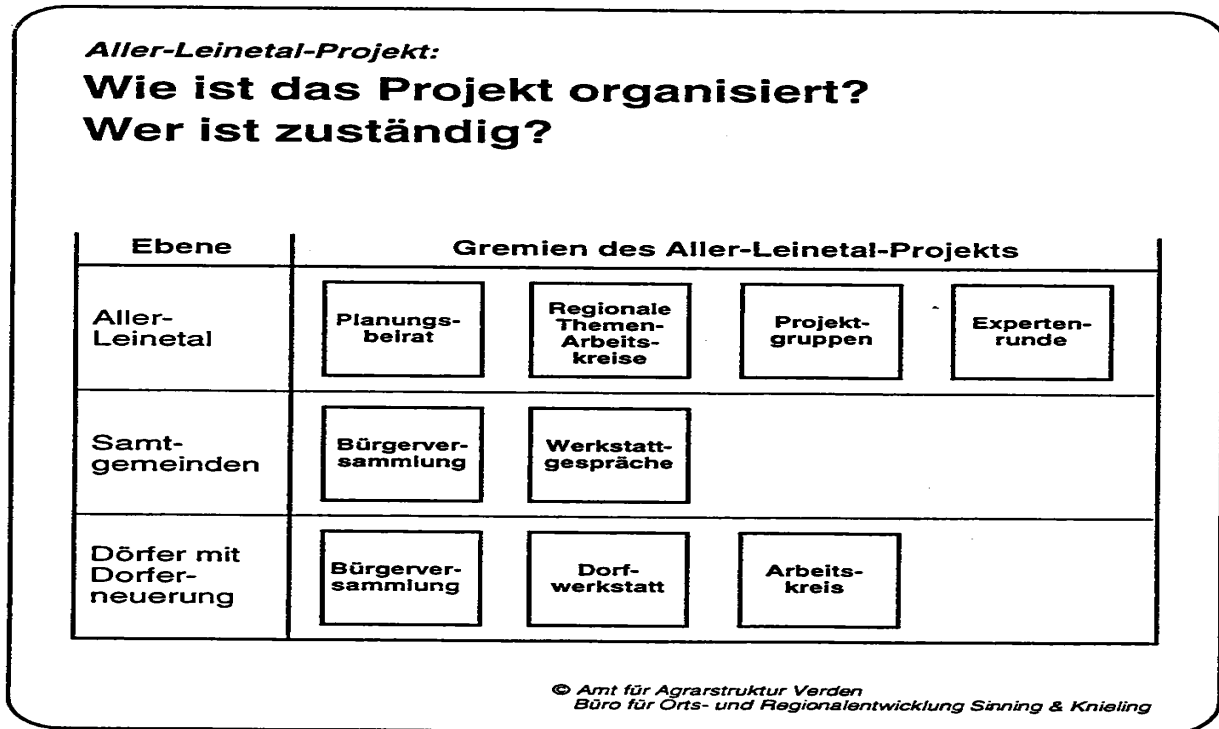 Aller-Leinetal-Projekt:
Wie ist das Projekt organisiert?
Wer ist zuständig?
Ebene
Gremien des Aller-Leinetal-Projekts
Aller-
Leinetal
Planungs-
beirat
Regionale
Themen-
Arbeits-
kreise
Projekt-
gruppen
Experten-
runde
Samt-
gemeinden
Bürgerver-
sammlung
Werkstatt-
gespräche
Dörfer mit
Dorfer-
neuerung
Bürgerver-
sammlung
Dorf-
werkstatt
Arbeits-
kreis
© Amt für Agrarstruktur Verden
Büro für Orts- und Regionalentwicklung Sinning & Knieling